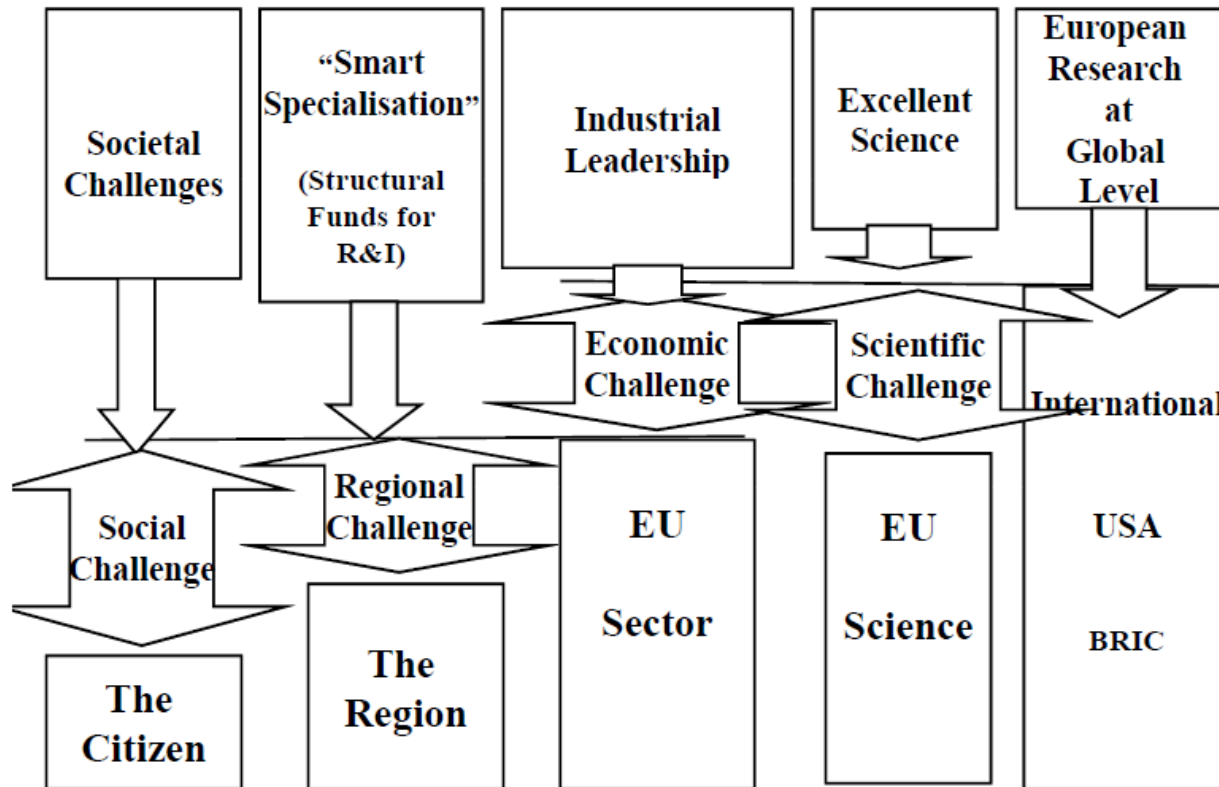 Societal
Challenges
“Smart
Specialisation”
(Structural
Funds for
R&I)
Industrial
Leadership
Excellent
Science
European
Research
at
Global
Level
Economic
Challenge
Scientific
Challenge
International
Social
Challenge
Regional
Challenge
EU
Sector
EU
Science
USA
BRIC
The
Citizen
The
Region